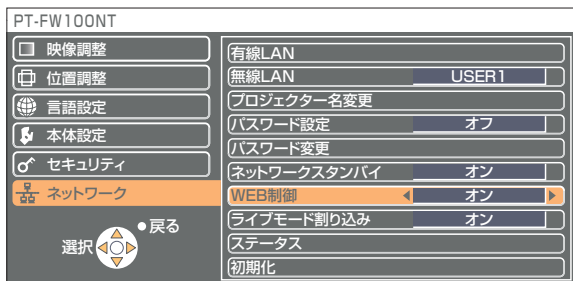 PT-FW100NT
映像調整
位置調整
言語設定
本体設定
セキュリティ
ネットワーク
戻る
選択
有線LAN
無線LAN USER1
プロジェクター名変更
パスワード設定 オフ
パスワード変更
ネットワークスタンバイ オン
WEB制御 オン
ライブモード割り込み オン
ステータス
初期化